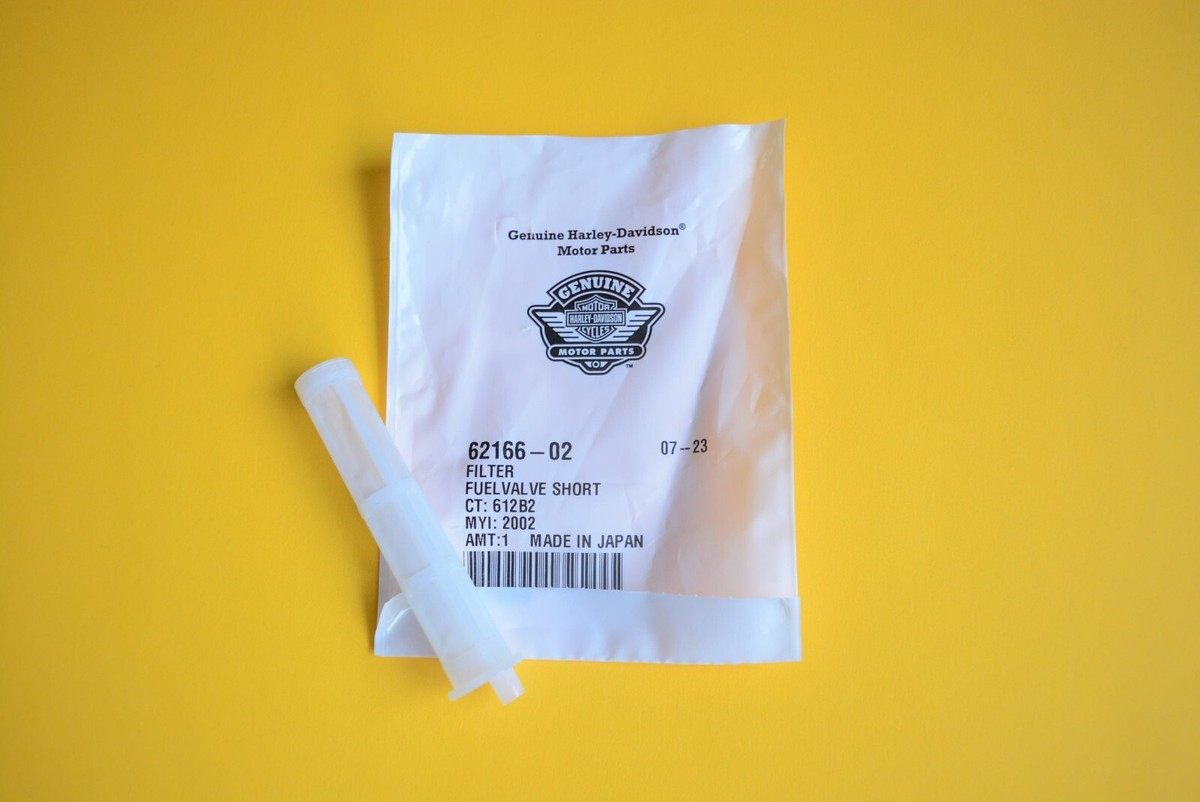 Genuine Harley-Davidson®
Motor Parts
GENUINE
MOTOR
HARLEY-DAVIDSON
CYCLES
MOTOR PARTS
™
62166-02 07-23
FILTER
FUELVALVE SHORT
CT: 612B2
MYI: 2002
AMT:1 MADE IN JAPAN